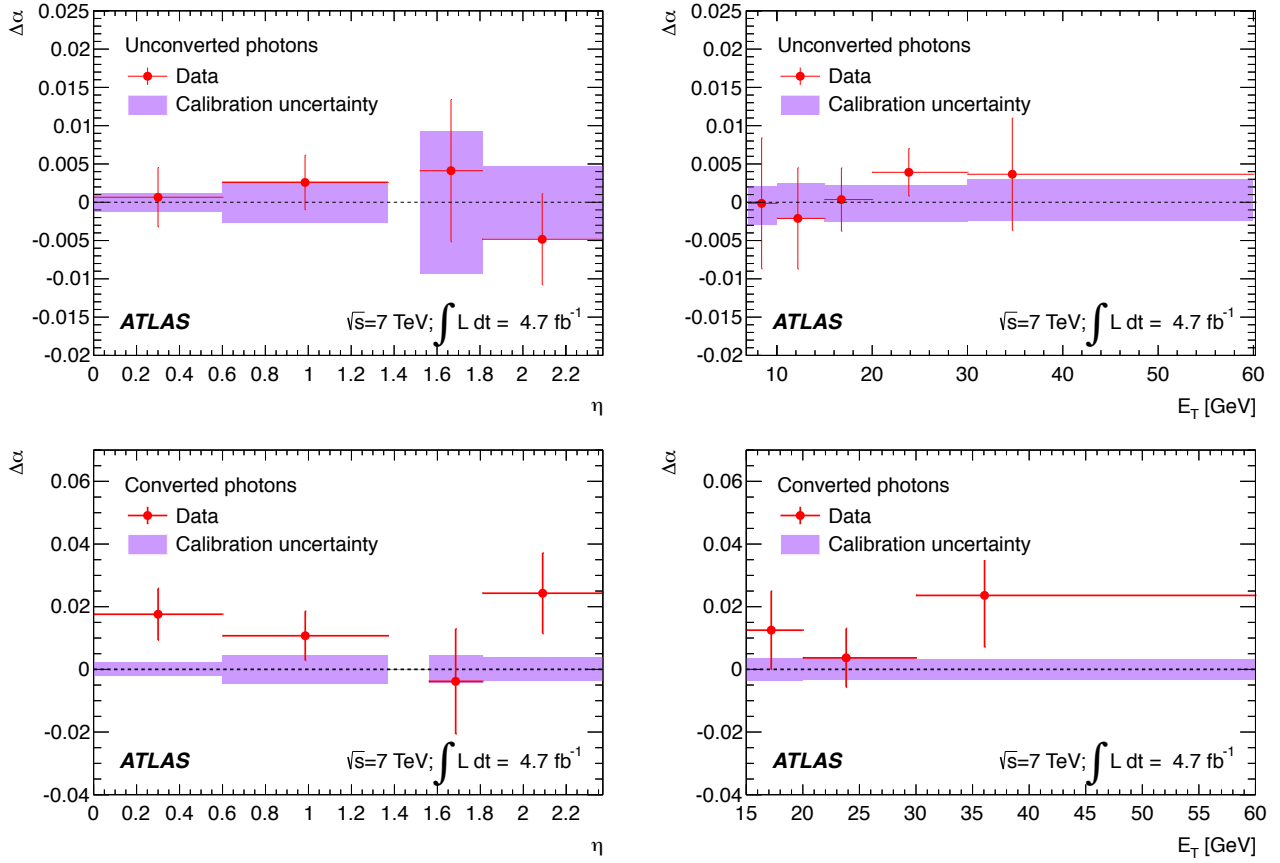 Δα
0.025
0.02
0.015
0.01
0.005
0
-0.005
-0.01
-0.015
-0.02
Unconverted photons
Data
Calibration uncertainty
ATLAS
√s=7 TeV; ∫ L dt = 4.7 fb⁻¹
0 0.2 0.4 0.6 0.8 1 1.2 1.4 1.6 1.8 2 2.2
η
Δα
0.025
0.02
0.015
0.01
0.005
0
-0.005
-0.01
-0.015
-0.02
Unconverted photons
Data
Calibration uncertainty
ATLAS
√s=7 TeV; ∫ L dt = 4.7 fb⁻¹
10 20 30 40 50 60
E_T [GeV]
Δα
0.06
0.04
0.02
0
-0.02
-0.04
Converted photons
Data
Calibration uncertainty
ATLAS
√s=7 TeV; ∫ L dt = 4.7 fb⁻¹
0 0.2 0.4 0.6 0.8 1 1.2 1.4 1.6 1.8 2 2.2
η
Δα
0.06
0.04
0.02
0
-0.02
-0.04
Converted photons
Data
Calibration uncertainty
ATLAS
√s=7 TeV; ∫ L dt = 4.7 fb⁻¹
15 20 25 30 35 40 45 50 55 60
E_T [GeV]